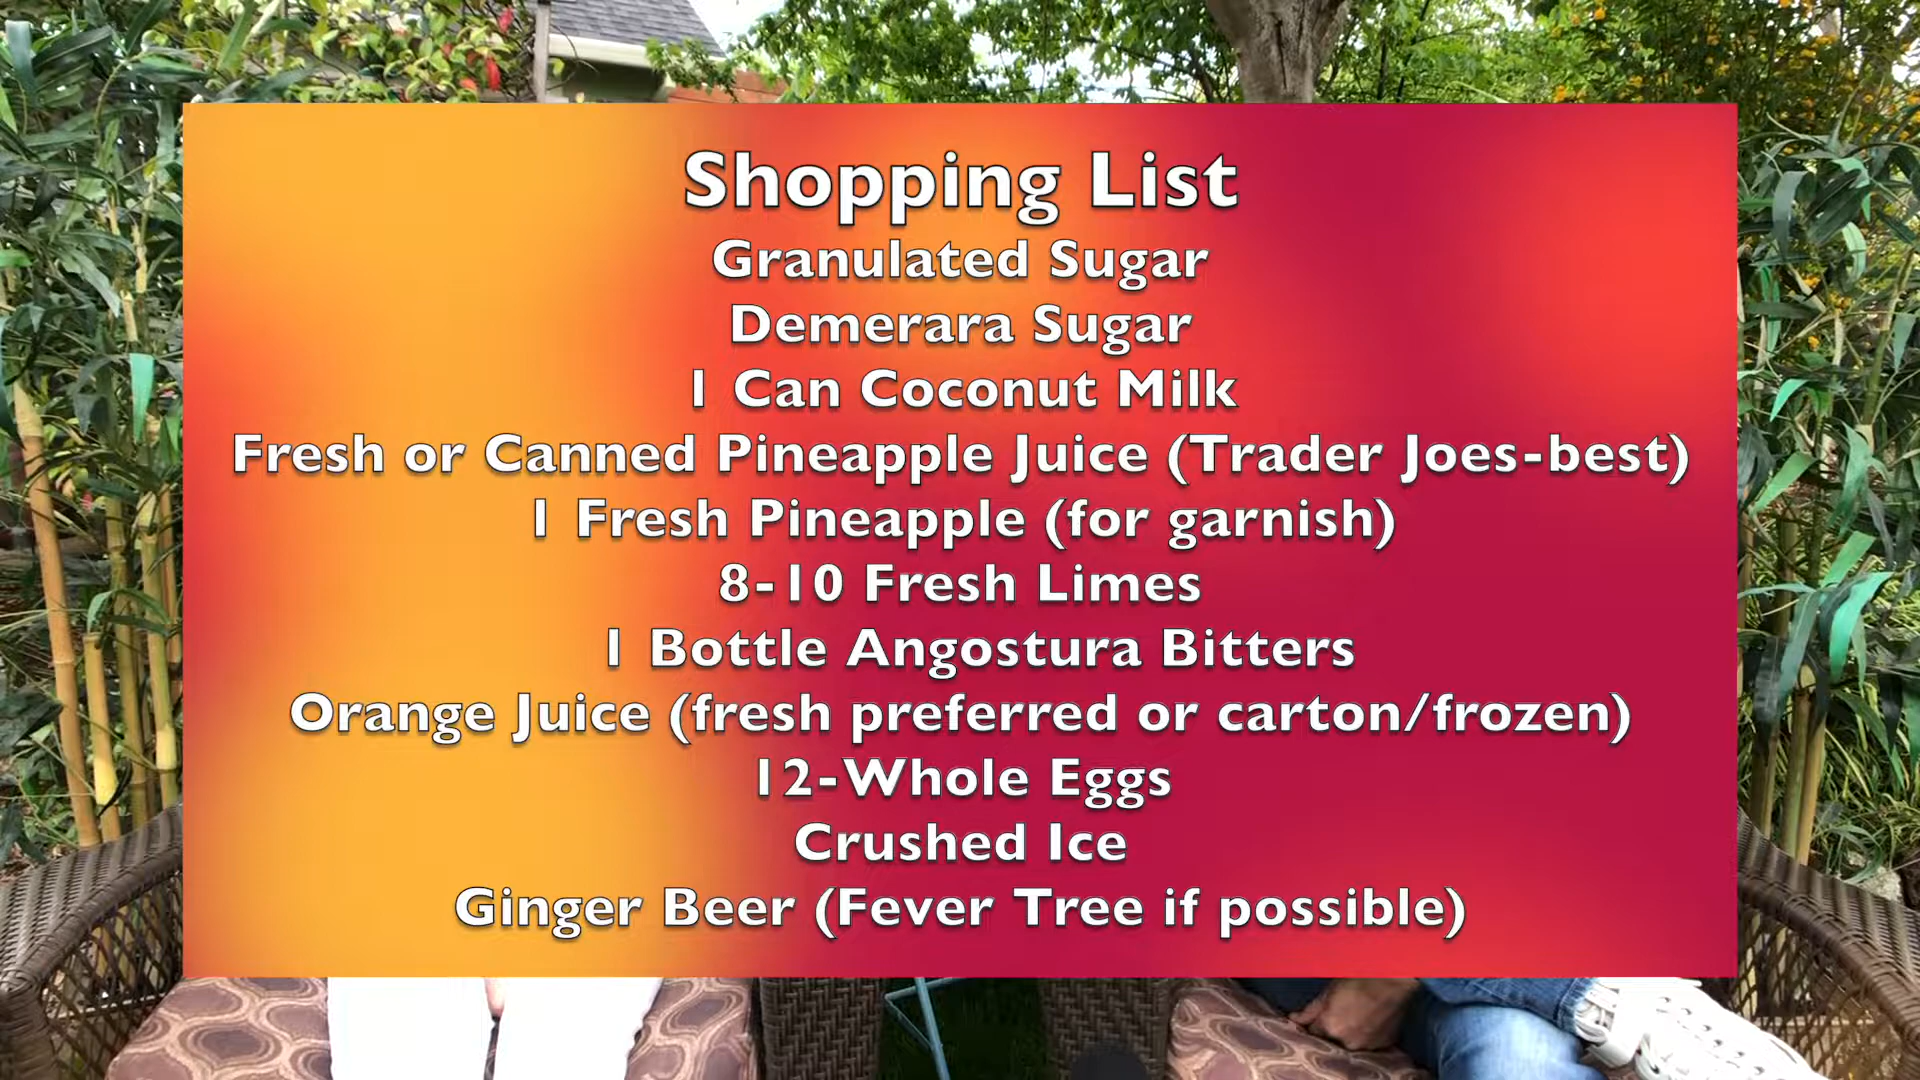 Shopping List
Granulated Sugar
Demerara Sugar
1 Can Coconut Milk
Fresh or Canned Pineapple Juice (Trader Joes-best)
1 Fresh Pineapple (for garnish)
8-10 Fresh Limes
1 Bottle Angostura Bitters
Orange Juice (fresh preferred or carton/frozen)
12-Whole Eggs
Crushed Ice
Ginger Beer (Fever Tree if possible)